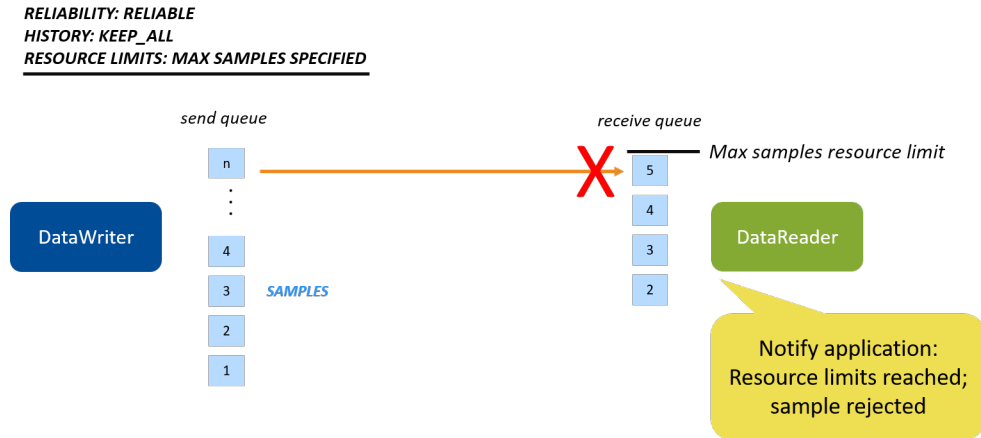 RELIABILITY: RELIABLE
HISTORY: KEEP_ALL
RESOURCE LIMITS: MAX SAMPLES SPECIFIED
send queue
receive queue
Max samples resource limit
n
5
4
3
2
DataWriter
DataReader
4
3
2
1
SAMPLES
Notify application:
Resource limits reached;
sample rejected